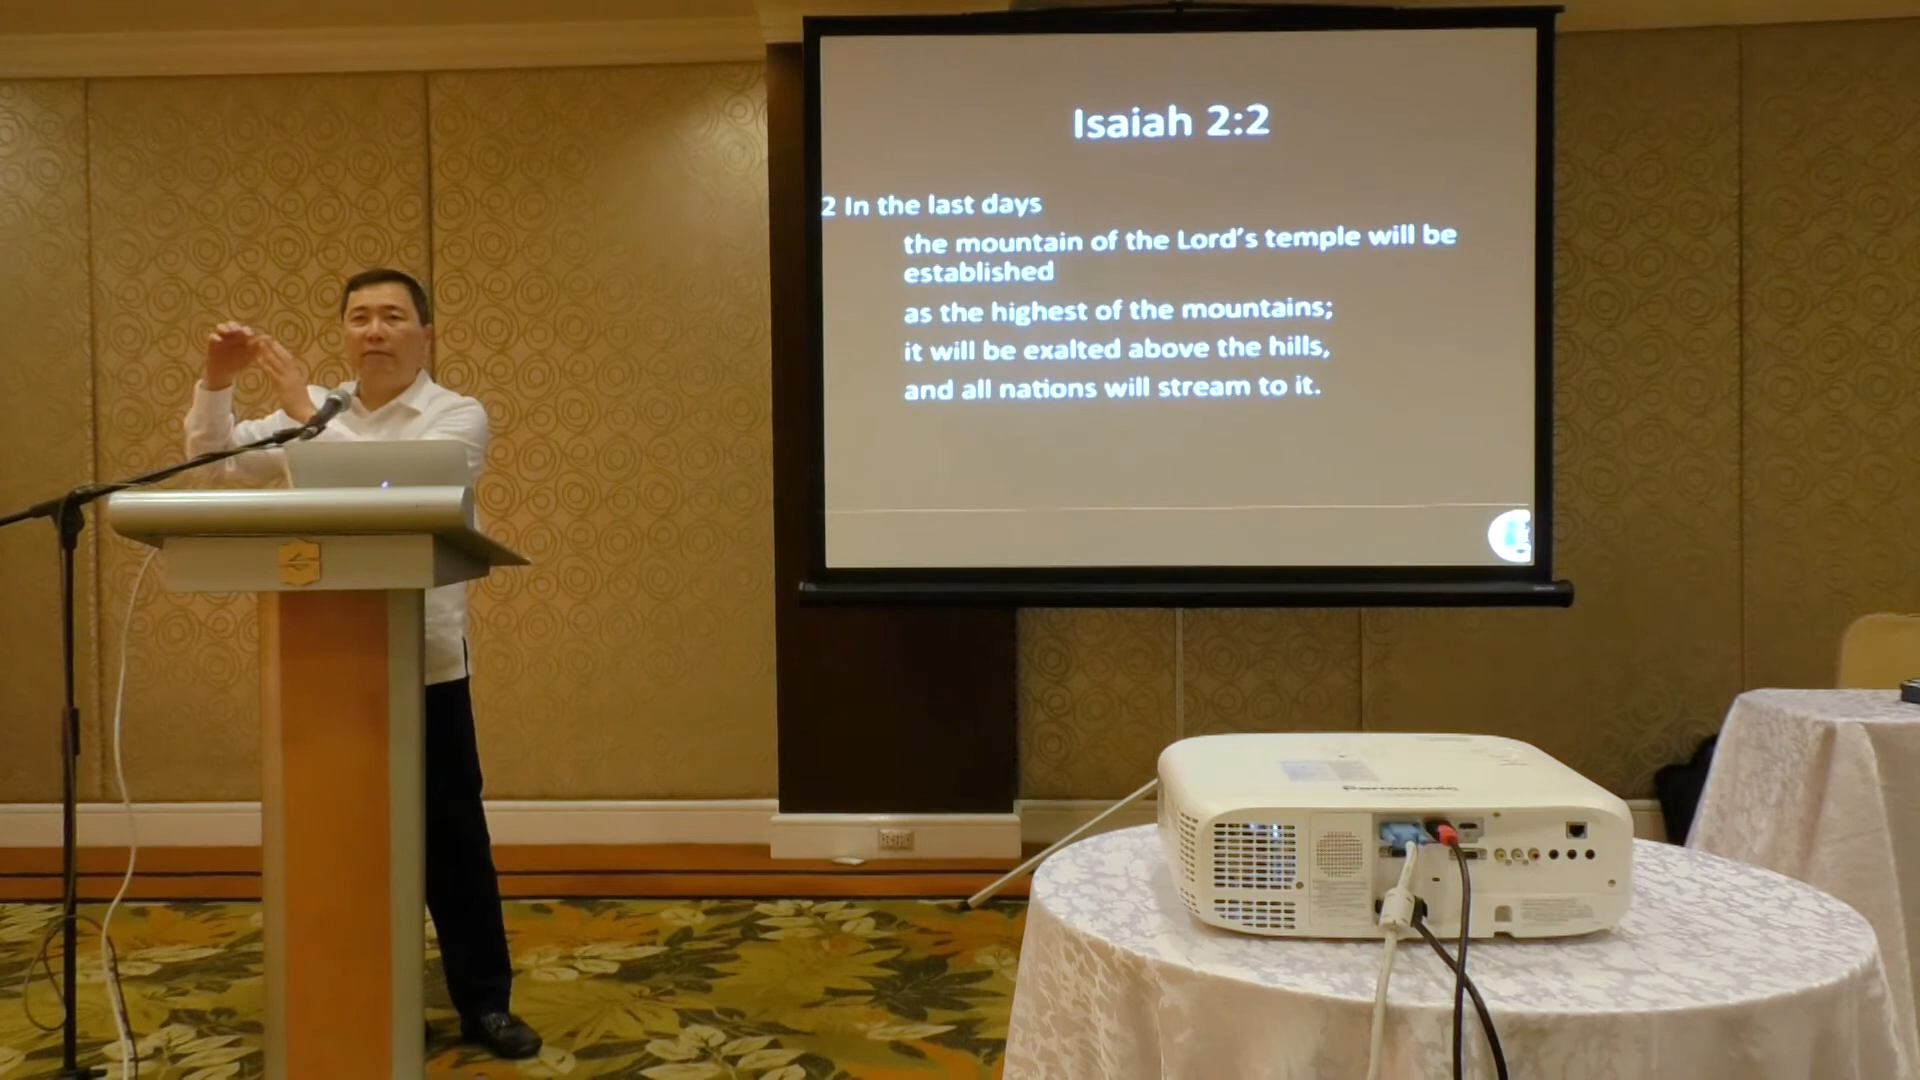 Isaiah 2:2
2 In the last days
the mountain of the Lord's temple will be
established
as the highest of the mountains;
it will be exalted above the hills,
and all nations will stream to it.
Panasonic